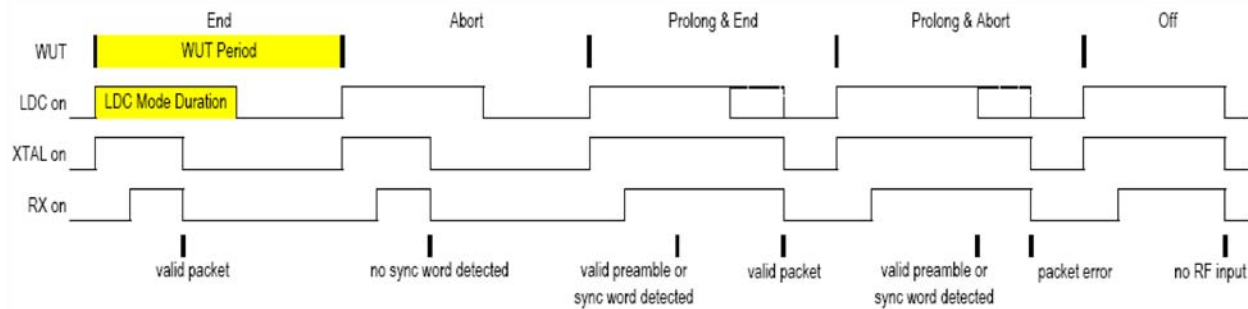 End
Abort
Prolong & End
Prolong & Abort
Off
WUT
WUT Period
LDC on
LDC Mode Duration
XTAL on
RX on
valid packet
no sync word detected
valid preamble or
sync word detected
valid packet
valid preamble or
sync word detected
packet error
no RF input